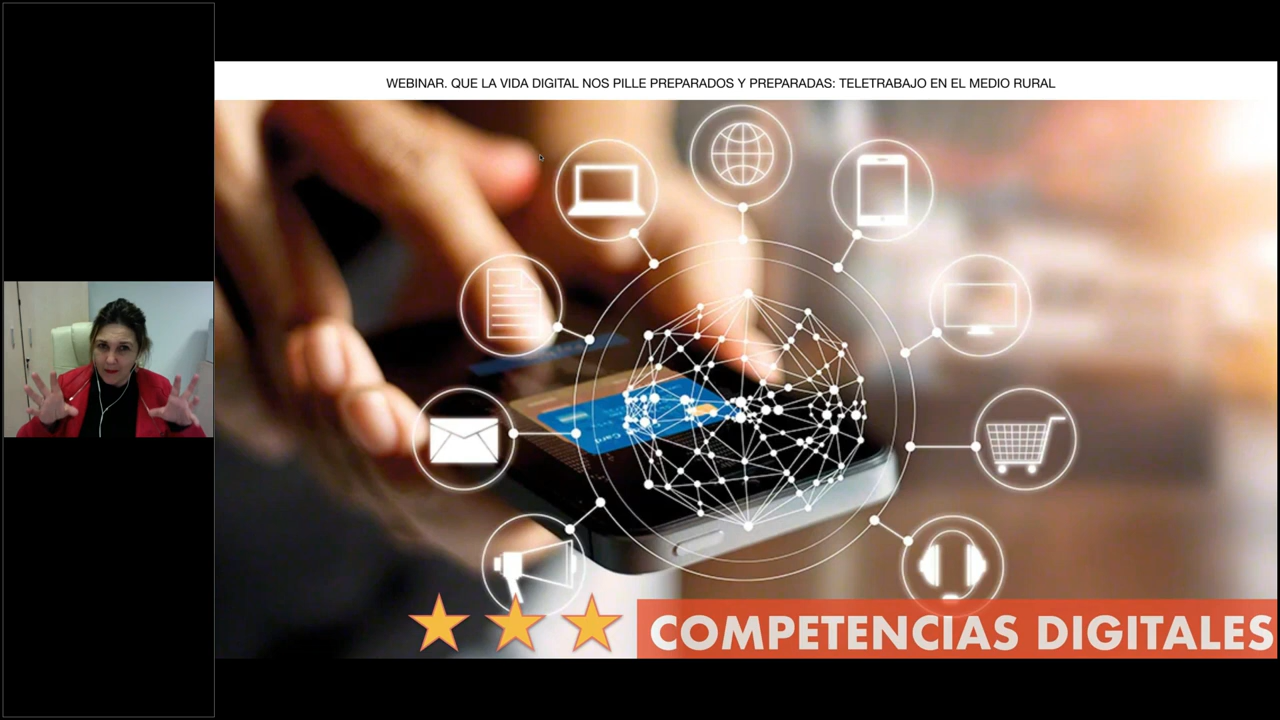 WEBINAR. QUE LA VIDA DIGITAL NOS PILLE PREPARADOS Y PREPARADAS: TELETRABAJO EN EL MEDIO RURAL
COMPETENCIAS DIGITALES